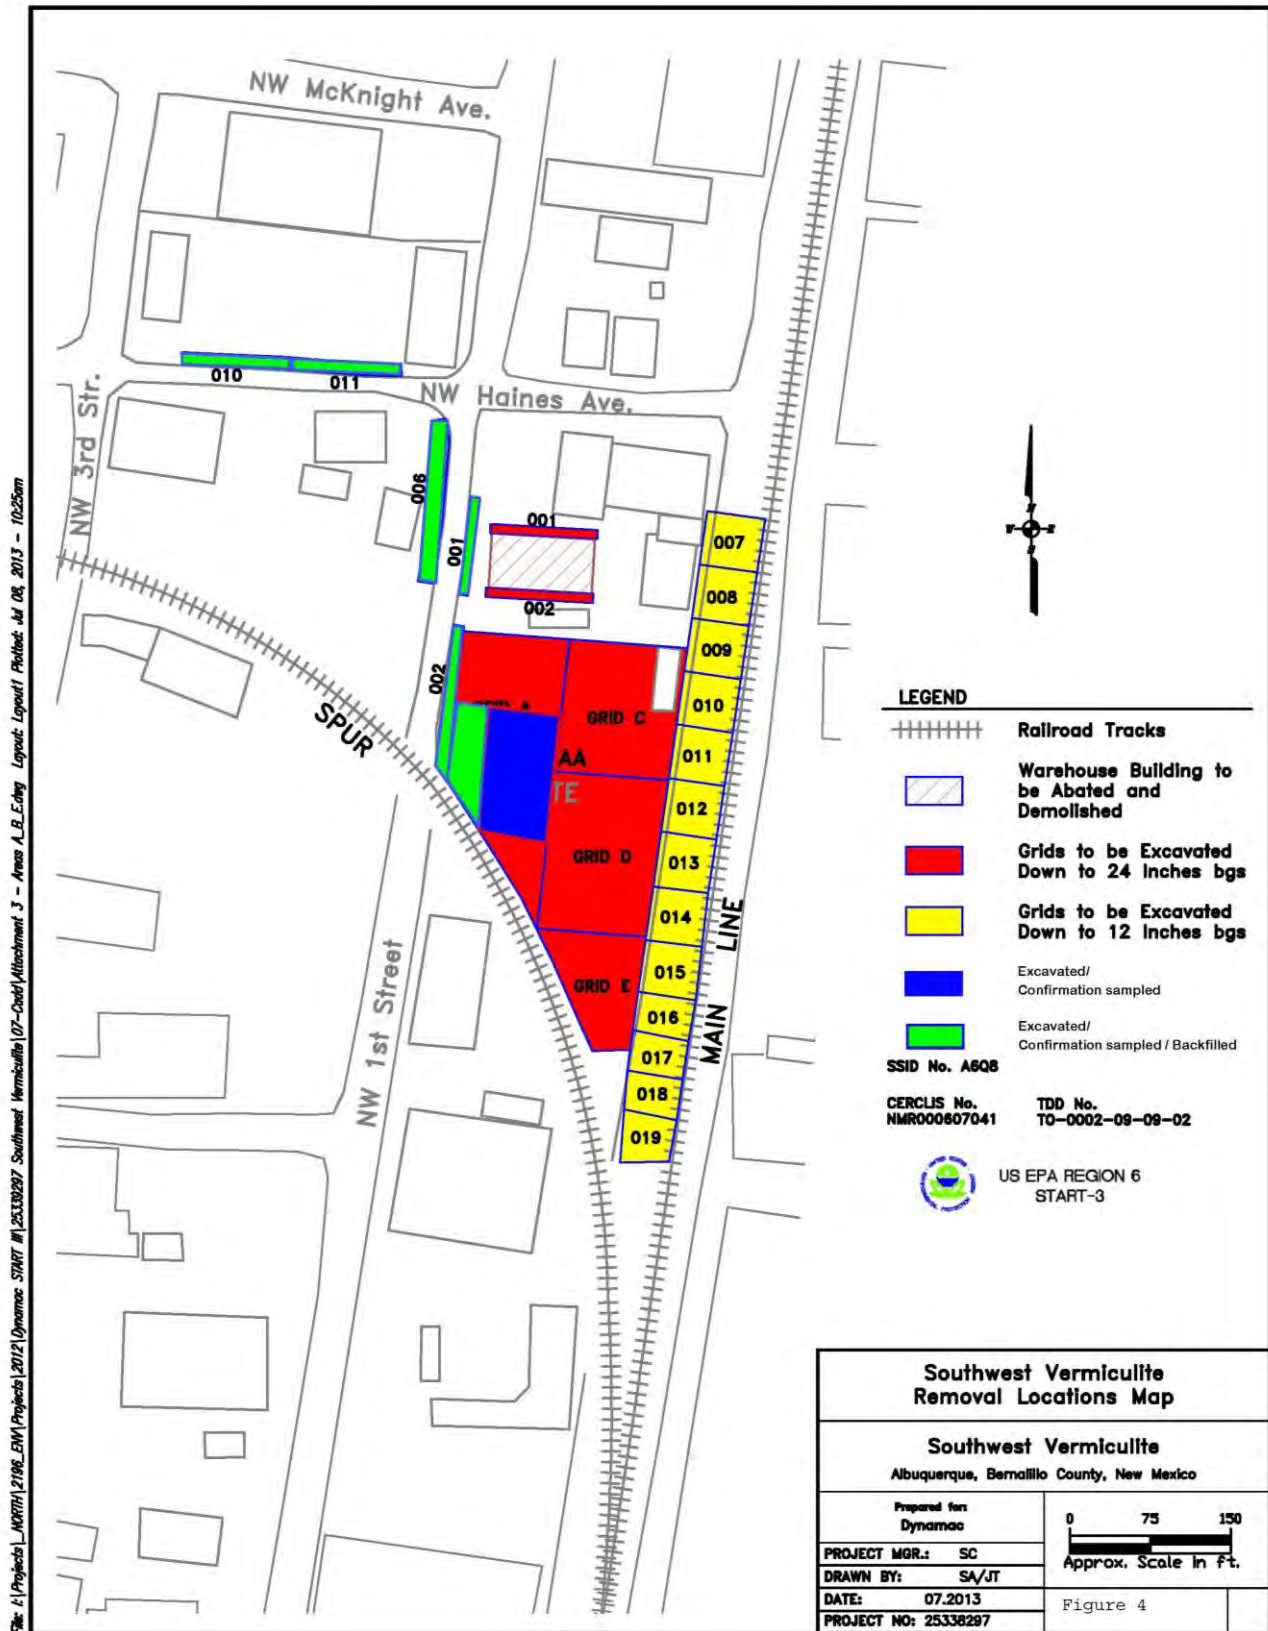 NW McKnight Ave.
010
011
NW Haines Ave.
NW 3rd Str.
006
001
001
002
007
008
009
002
010
GRID C
SPUR
011
AA
TE
012
GRID D
013
014
MAIN LINE
015
GRID E
016
NW 1st Street
017
018
019
LEGEND
Railroad Tracks
Warehouse Building to
be Abated and
Demolished
Grids to be Excavated
Down to 24 Inches bgs
Grids to be Excavated
Down to 12 Inches bgs
Excavated/
Confirmation sampled
Excavated/
Confirmation sampled / Backfilled
SSID No. A6Q8
CERCLIS No.
NMR000607041
TDD No.
TO-0002-09-09-02
US EPA REGION 6
START-3
Southwest Vermiculite
Removal Locations Map
Southwest Vermiculite
Albuquerque, Bernalillo County, New Mexico
Prepared for:
Dynamac
PROJECT MGR.: SC
DRAWN BY: SA/JT
DATE: 07.2013
PROJECT NO: 25338297
0 75 150
Approx. Scale in ft.
Figure 4